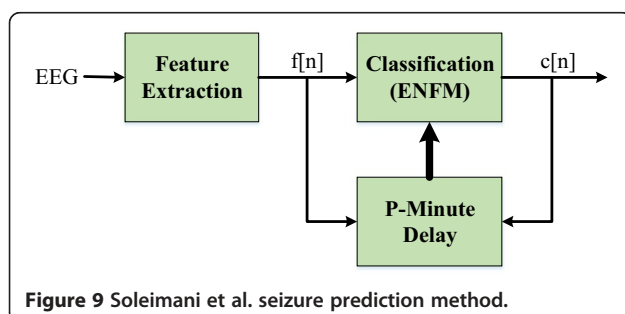 EEG
Feature
Extraction
f[n]
Classification
(ENFM)
c[n]
P-Minute
Delay
Figure 9 Soleimani et al. seizure prediction method.